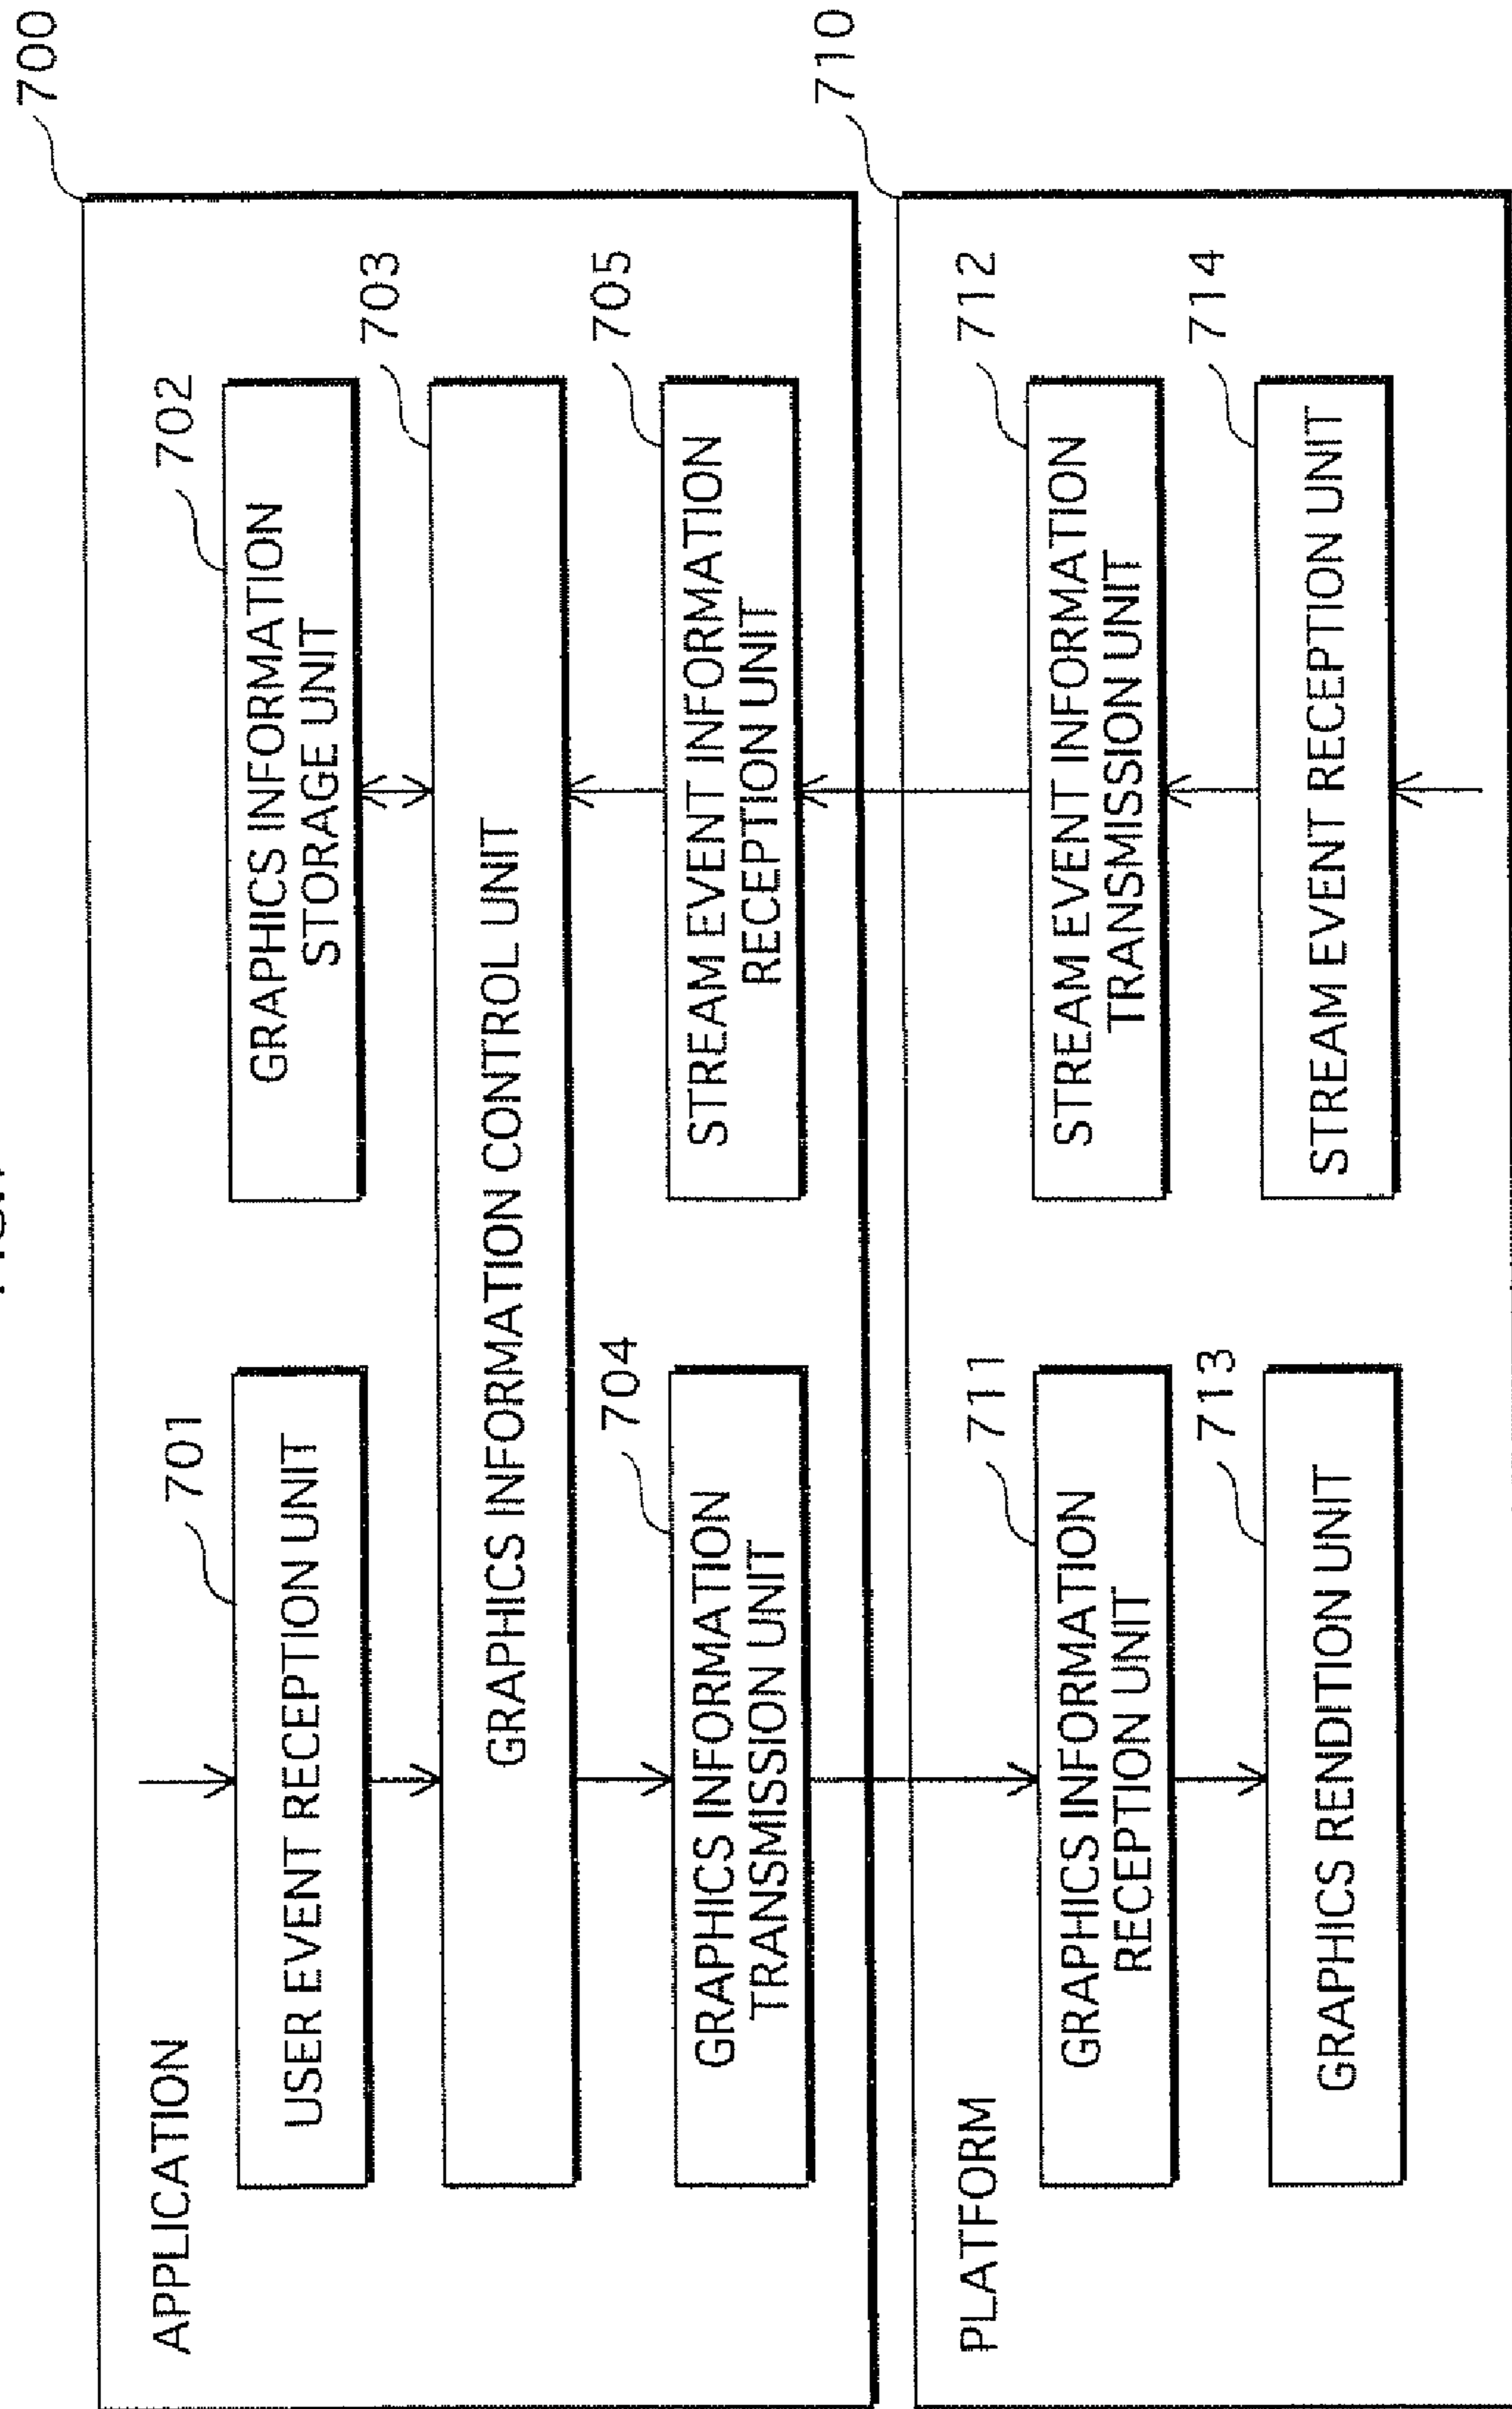 700
APPLICATION
701
USER EVENT RECEPTION UNIT
702
GRAPHICS INFORMATION
STORAGE UNIT
703
GRAPHICS INFORMATION CONTROL UNIT
704
GRAPHICS INFORMATION
TRANSMISSION UNIT
705
STREAM EVENT INFORMATION
RECEPTION UNIT
710
PLATFORM
711
GRAPHICS INFORMATION
RECEPTION UNIT
712
STREAM EVENT INFORMATION
TRANSMISSION UNIT
713
GRAPHICS RENDITION UNIT
714
STREAM EVENT RECEPTION UNIT